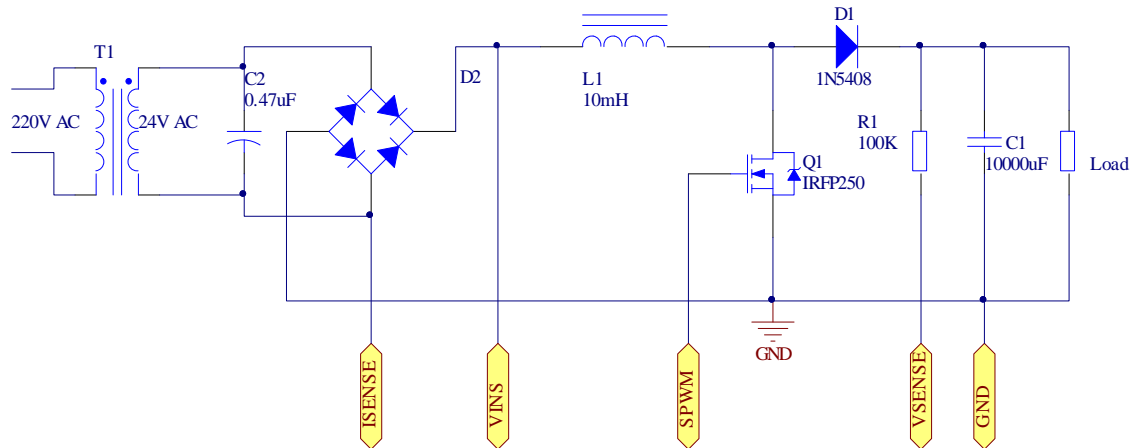 T1
220V AC
24V AC
C2
0.47uF
D2
L1
10mH
D1
1N5408
Q1
IRFP250
R1
100K
C1
10000uF
Load
GND
ISENSE
VINS
SPWM
VSENSE
GND